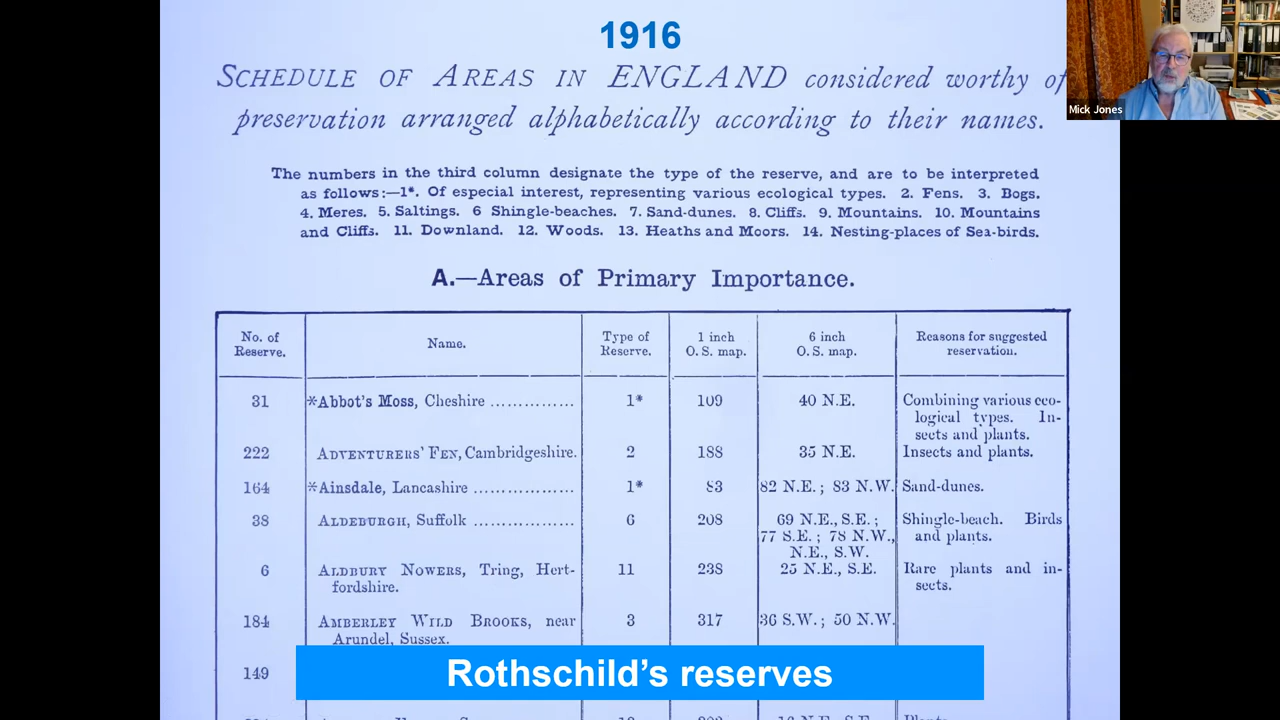 1916
SCHEDULE OF AREAS IN ENGLAND considered worthy of
preservation arranged alphabetically according to their names.
Mick Jones
The numbers in the third column designate the type of the reserve, and are to be interpreted
as follows:—1*. Of especial interest, representing various ecological types. 2. Fens. 3. Bogs.
4. Meres. 5. Saltings. 6 Shingle-beaches. 7. Sand-dunes. 8. Cliffs. 9. Mountains. 10. Mountains
and Cliffs. 11. Downland. 12. Woods. 13. Heaths and Moors. 14. Nesting-places of Sea-birds.
A.—Areas of Primary Importance.
No. of Reserve. Name. Type of Reserve. 1 inch O. S. map. 6 inch O. S. map. Reasons for suggested reservation.
31 *Abbot's Moss, Cheshire ............... 1* 109 40 N.E. Combining various eco-
logical types. In-
sects and plants.
222 ADVENTURERS' FEN, Cambridgeshire. 2 188 35 N.E. Insects and plants.
164 *Ainsdale, Lancashire .................. 1* 83 82 N.E. ; 83 N.W. Sand-dunes.
38 ALDEBURGH, Suffolk .................. 6 208 69 N.E., S.E. ; Shingle-beach. Birds
77 S.E. ; 78 N.W., and plants.
N.E., S.W.
6 ALDBURY NOWERS, Tring, Hert- 11 238 25 N.E., S.E. Rare plants and in-
fordshire. sects.
184 AMBERLEY WILD BROOKS, near 3 317 36 S.W. ; 50 N.W.
Arundel, Sussex.
149
Rothschild's reserves